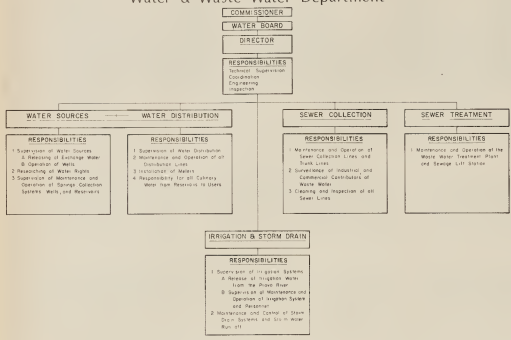 Water & Waste Water Department
COMMISSIONER
WATER BOARD
DIRECTOR
RESPONSIBILITIES
Technical Supervision
Coordination
Engineering
Inspection
WATER SOURCES
WATER DISTRIBUTION
SEWER COLLECTION
SEWER TREATMENT
RESPONSIBILITIES
1 Supervision of Water Sources
A Releasing of Exchange Water
B Operation of Wells
2 Researching of Water Rights
3 Supervision of Maintenance and
Operation of Springs Collection
Systems Wells, and Reservoirs
RESPONSIBILITIES
1 Supervision of Water Distribution
2 Maintenance and Operation of all
Distribution Lines
3 Installation of Meters
4 Responsibility for all Culinary
Water from Reservoirs to Users
RESPONSIBILITIES
1 Maintenance and Operation of
Sewer Collection Lines and
Trunk Lines
2 Surveillance of Industrial and
Commercial Contributors of
Waste Water
3 Cleaning and Inspection of all
Sewer Lines
RESPONSIBILITIES
1 Maintenance and Operation of the
Waste Water Treatment Plant
and Sewage Lift Station
IRRIGATION & STORM DRAIN
RESPONSIBILITIES
1 Supervision of Irrigation Systems
A Release of Irrigation Water
from the Provo River
B Supervision of Maintenance and
Operation of Irrigation System
and Personnel
2 Maintenance and Control of Storm
Drain Systems and Storm Water
Run off